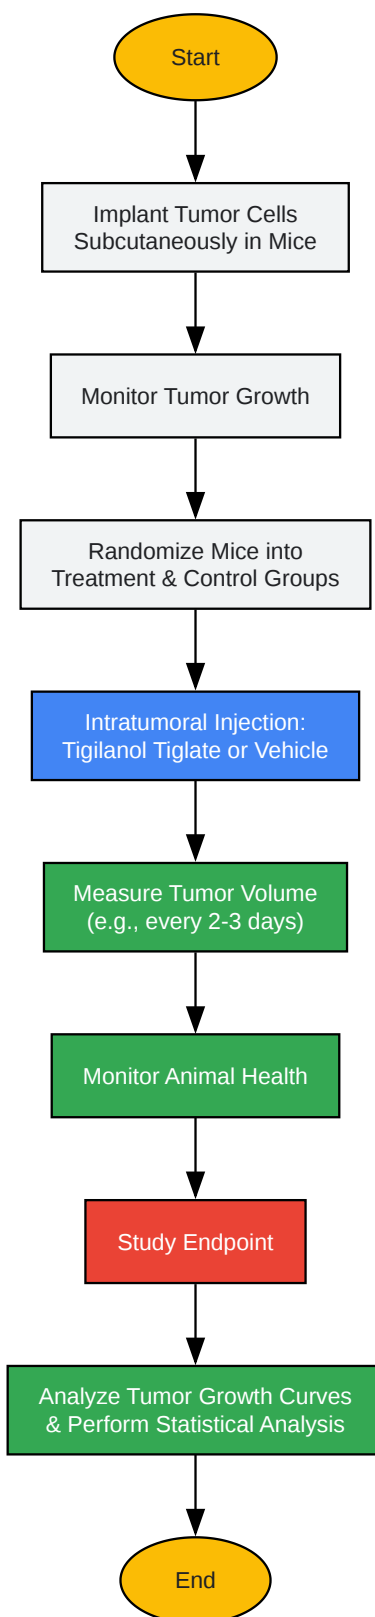 Start
Implant Tumor Cells
Subcutaneously in Mice
Monitor Tumor Growth
Randomize Mice into
Treatment & Control Groups
Intratumoral Injection:
Tigilanol Tiglate or Vehicle
Measure Tumor Volume
(e.g., every 2-3 days)
Monitor Animal Health
Study Endpoint
Analyze Tumor Growth Curves
& Perform Statistical Analysis
End